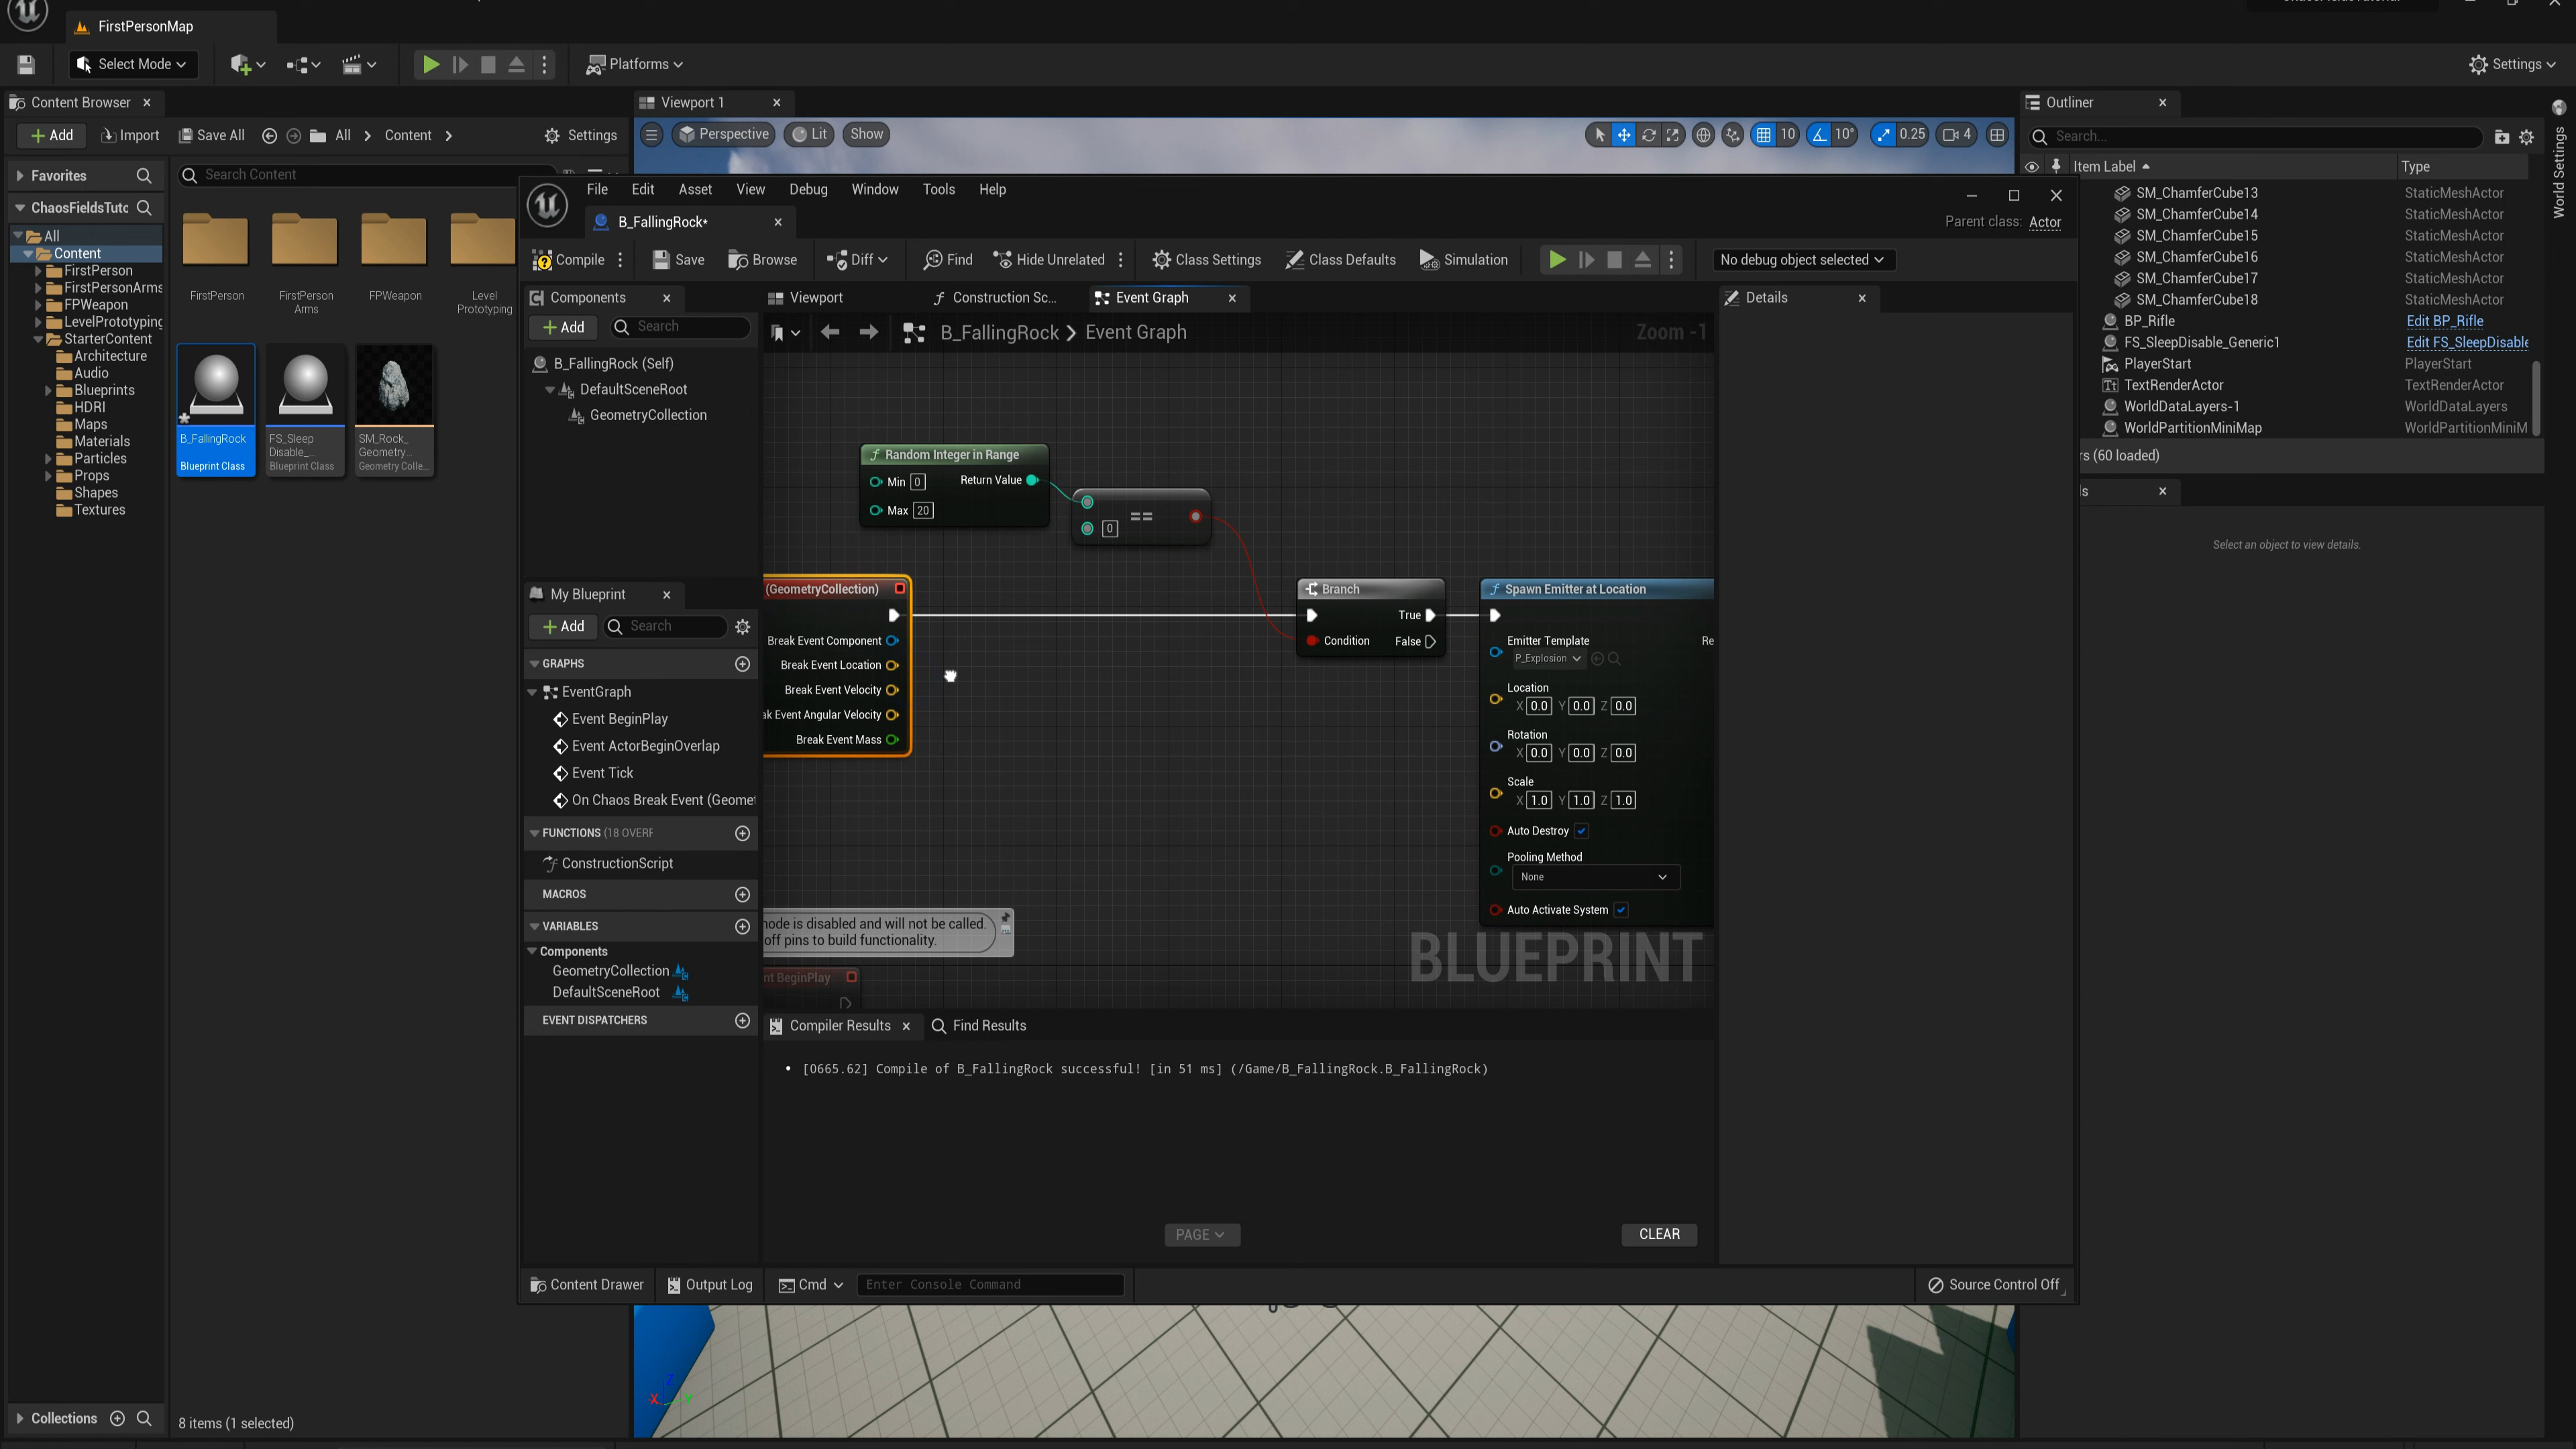 FirstPersonMap
Select Mode
Platforms
Settings
Content Browser
Add
Import
Save All
All
Content
Settings
Favorites
Search Content
ChaosFieldsTuto
All
Content
FirstPerson
FirstPersonArms
FPWeapon
LevelPrototyping
StarterContent
Architecture
Audio
Blueprints
HDRI
Maps
Materials
Particles
Props
Shapes
Textures
FirstPerson
FirstPerson
Arms
FPWeapon
Level
Prototyping
B_FallingRock
Blueprint Class
FS_Sleep
Disable_
Blueprint Class
SM_Rock_
Geometry...
Geometry Colle...
Collections
8 items (1 selected)
Viewport 1
Perspective
Lit
Show
10
10°
0.25
4
File
Edit
Asset
View
Debug
Window
Tools
Help
B_FallingRock*
Parent class:
Actor
Compile
Save
Browse
Diff
Find
Hide Unrelated
Class Settings
Class Defaults
Simulation
No debug object selected
Components
Add
Search
B_FallingRock (Self)
DefaultSceneRoot
GeometryCollection
My Blueprint
Add
Search
GRAPHS
EventGraph
Event BeginPlay
Event ActorBeginOverlap
Event Tick
On Chaos Break Event (Geomet
FUNCTIONS (18 OVERR
ConstructionScript
MACROS
VARIABLES
Components
GeometryCollection
DefaultSceneRoot
EVENT DISPATCHERS
Viewport
Construction Sc...
Event Graph
B_FallingRock
Event Graph
Zoom -1
Random Integer in Range
Min 0
Return Value
Max 20
==
0
(GeometryCollection)
Break Event Component
Break Event Location
Break Event Velocity
ak Event Angular Velocity
Break Event Mass
Branch
True
Condition
False
Spawn Emitter at Location
Re
Emitter Template
P_Explosion
Location
X 0.0 Y 0.0 Z 0.0
Rotation
X 0.0 Y 0.0 Z 0.0
Scale
X 1.0 Y 1.0 Z 1.0
Auto Destroy
Pooling Method
None
Auto Activate System
node is disabled and will not be called.
off pins to build functionality.
nt BeginPlay
BLUEPRINT
Compiler Results
Find Results
• [0665.62] Compile of B_FallingRock successful! [in 51 ms] (/Game/B_FallingRock.B_FallingRock)
PAGE
CLEAR
Content Drawer
Output Log
Cmd
Enter Console Command
Source Control Off
X
Z
Y
Details
Outliner
Search...
Item Label
Type
SM_ChamferCube13
StaticMeshActor
SM_ChamferCube14
StaticMeshActor
SM_ChamferCube15
StaticMeshActor
SM_ChamferCube16
StaticMeshActor
SM_ChamferCube17
StaticMeshActor
SM_ChamferCube18
StaticMeshActor
BP_Rifle
Edit BP_Rifle
FS_SleepDisable_Generic1
Edit FS_SleepDisable
PlayerStart
PlayerStart
TextRenderActor
TextRenderActor
WorldDataLayers-1
WorldDataLayers
WorldPartitionMiniMap
WorldPartitionMiniM
rs (60 loaded)
ls
Select an object to view details.
World Settings